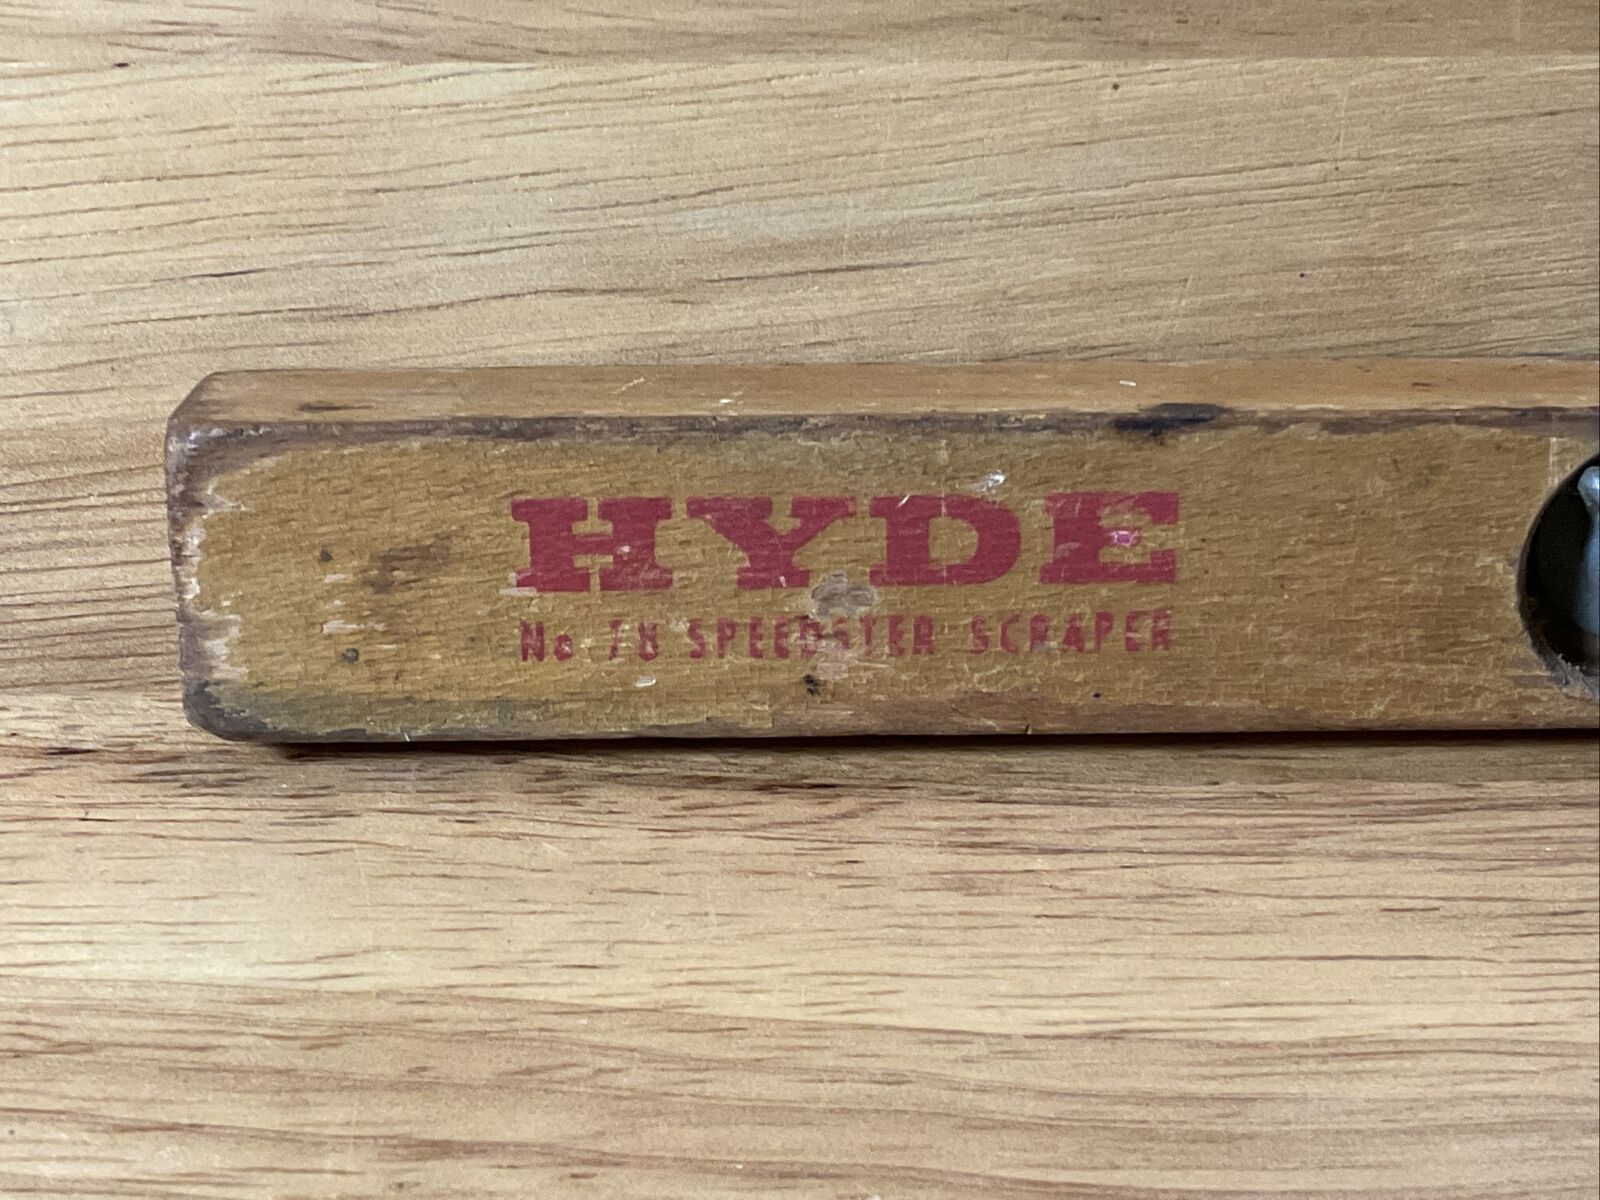 HYDE
No 78 SPEEDSTER SCRAPER